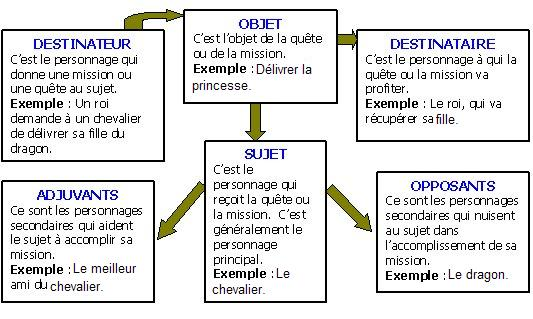 DESTINATEUR
C'est le personnage qui
donne une mission ou
une quête au sujet.
Exemple : Un roi
demande à un chevalier
de délivrer sa fille du
dragon.
OBJET
C'est l'objet de la quête
ou de la mission.
Exemple : Délivrer la
princesse.
DESTINATAIRE
C'est le personnage à qui la
quête ou la mission va
profiter.
Exemple : Le roi, qui va
récupérer sa fille.
ADJUVANTS
Ce sont les personnages
secondaires qui aident
le sujet à accomplir sa
mission.
Exemple : Le meilleur
ami du chevalier.
SUJET
C'est le
personnage qui
reçoit la quête ou
la mission. C'est
généralement le
personnage
principal.
Exemple : Le
chevalier.
OPPOSANTS
Ce sont les personnages
secondaires qui nuisent
au sujet dans
l'accomplissement de sa
mission.
Exemple : Le dragon.